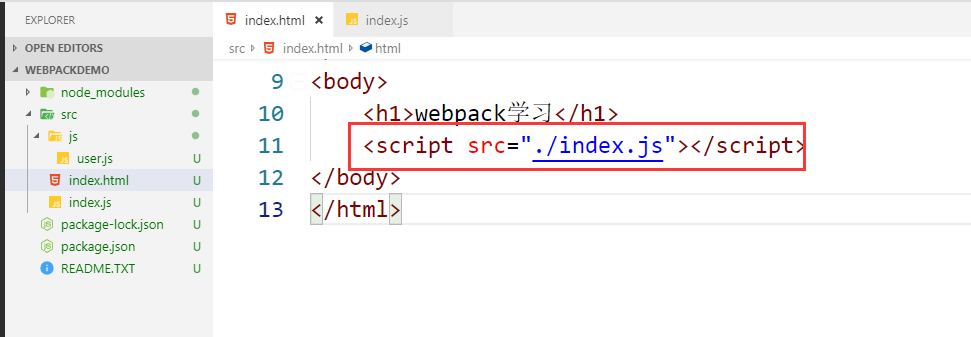 EXPLORER
OPEN EDITORS
WEBPACKDEMO
node_modules
src
js
user.js U
index.html U
index.js U
package-lock.json U
package.json U
README.TXT U
index.html
index.js
src index.html html
9 <body>
10 <h1>webpack学习</h1>
11 <script src="./index.js"></script>
12 </body>
13 </html>